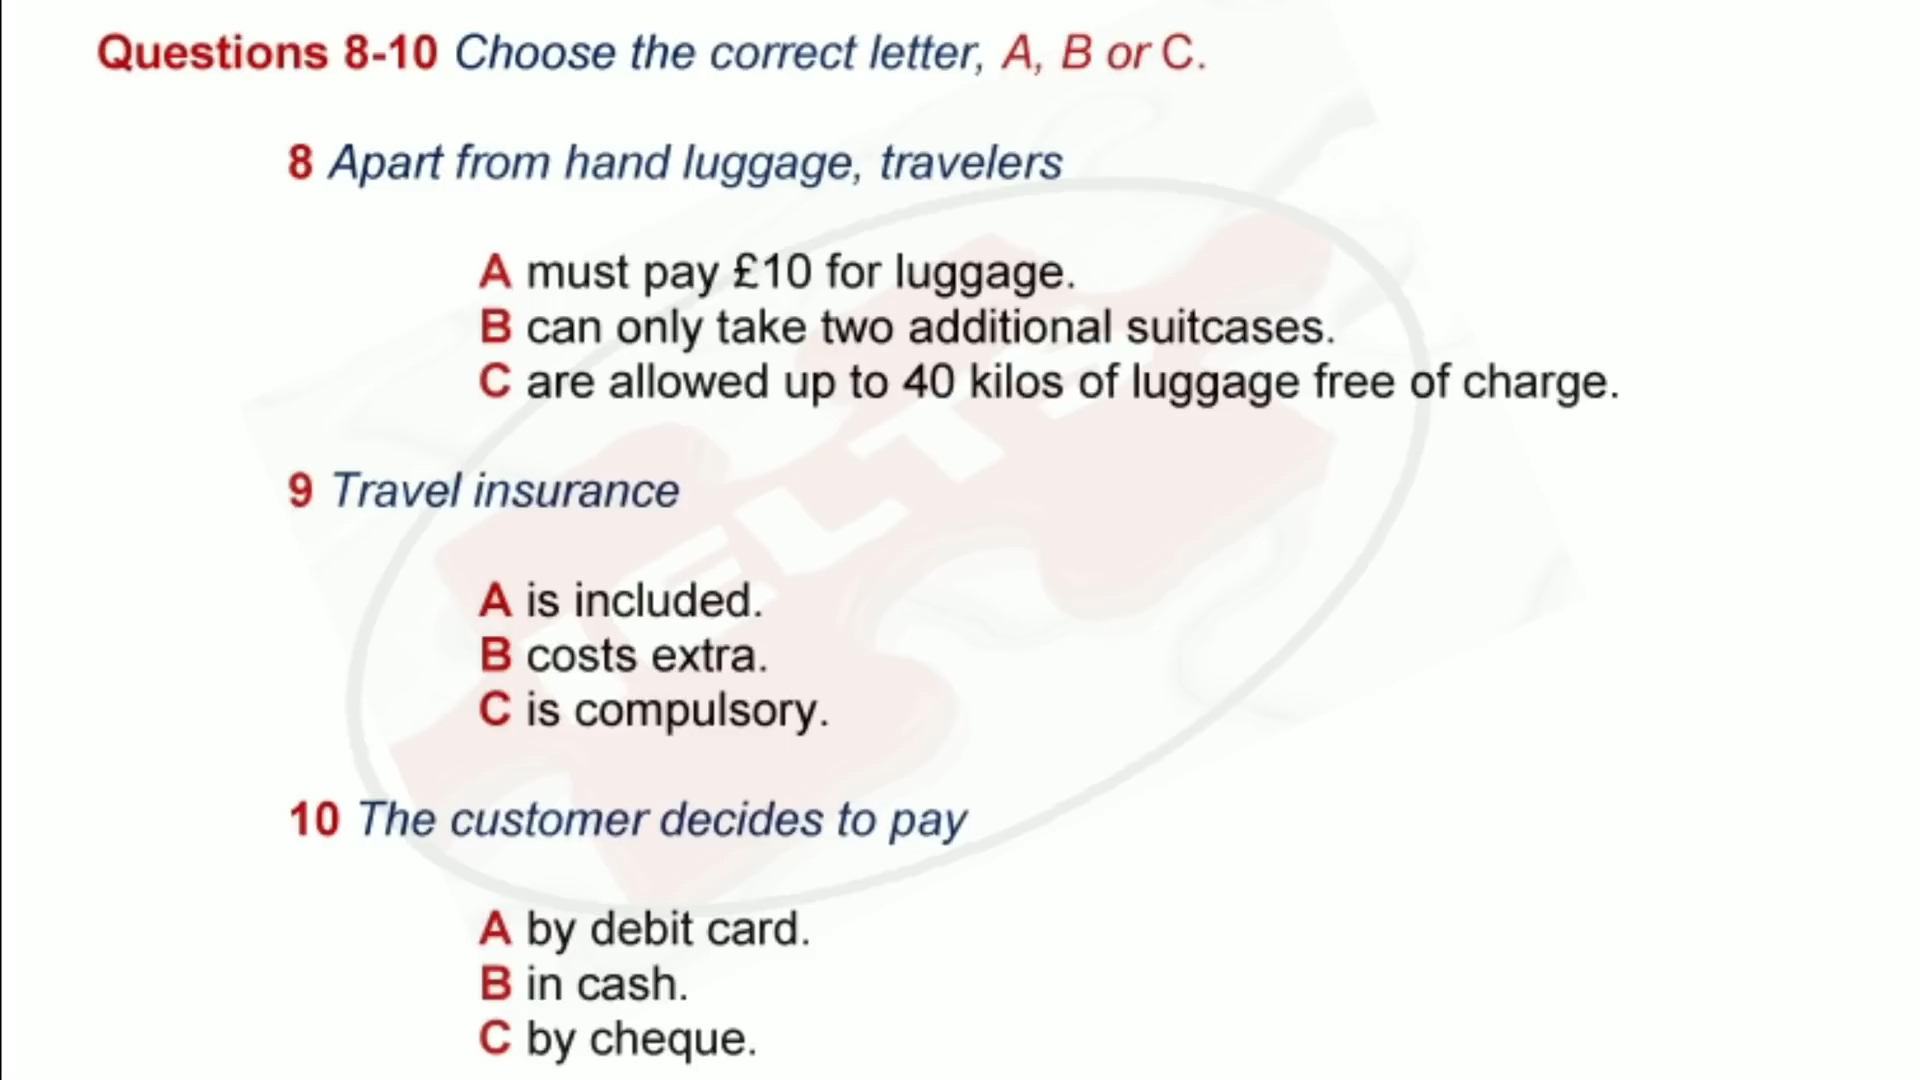 Questions 8-10 Choose the correct letter, A, B or C.
8 Apart from hand luggage, travelers
A must pay £10 for luggage.
B can only take two additional suitcases.
C are allowed up to 40 kilos of luggage free of charge.
9 Travel insurance
A is included.
B costs extra.
C is compulsory.
10 The customer decides to pay
A by debit card.
B in cash.
C by cheque.
IELTS